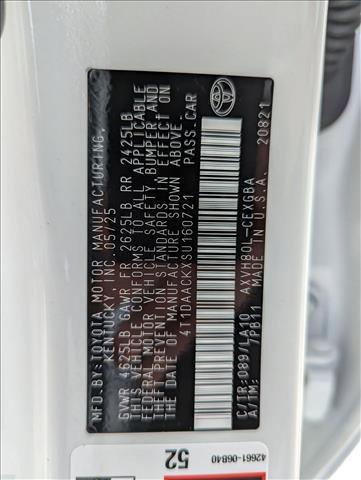 MFD. BY: TOYOTA MOTOR MANUFACTURING,
KENTUCKY, INC. 05/25
GVWR 4625LB GAWR FR 2625LB RR 2425LB
THIS VEHICLE CONFORMS TO ALL APPLICABLE
FEDERAL MOTOR VEHICLE SAFETY, BUMPER, AND
THEFT PREVENTION STANDARDS IN EFFECT ON
DATE OF MANUFACTURE SHOWN ABOVE.
4T1DAACKXSU160721 PASS.CAR
C/TR:089/LA10 AXVH80L-CEXGBA
A/TM: 7PB11 MADE IN U.S.A. 20821
52
42661-06B40